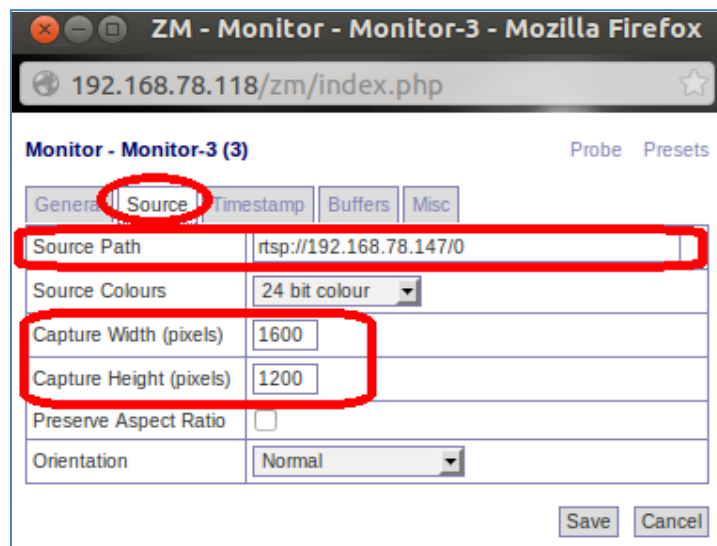 ZM - Monitor - Monitor-3 - Mozilla Firefox
192.168.78.118/zm/index.php
Monitor - Monitor-3 (3) Probe Presets
General Source Timestamp Buffers Misc
Source Path rtsp://192.168.78.147/0
Source Colours 24 bit colour
Capture Width (pixels) 1600
Capture Height (pixels) 1200
Preserve Aspect Ratio
Orientation Normal
Save Cancel